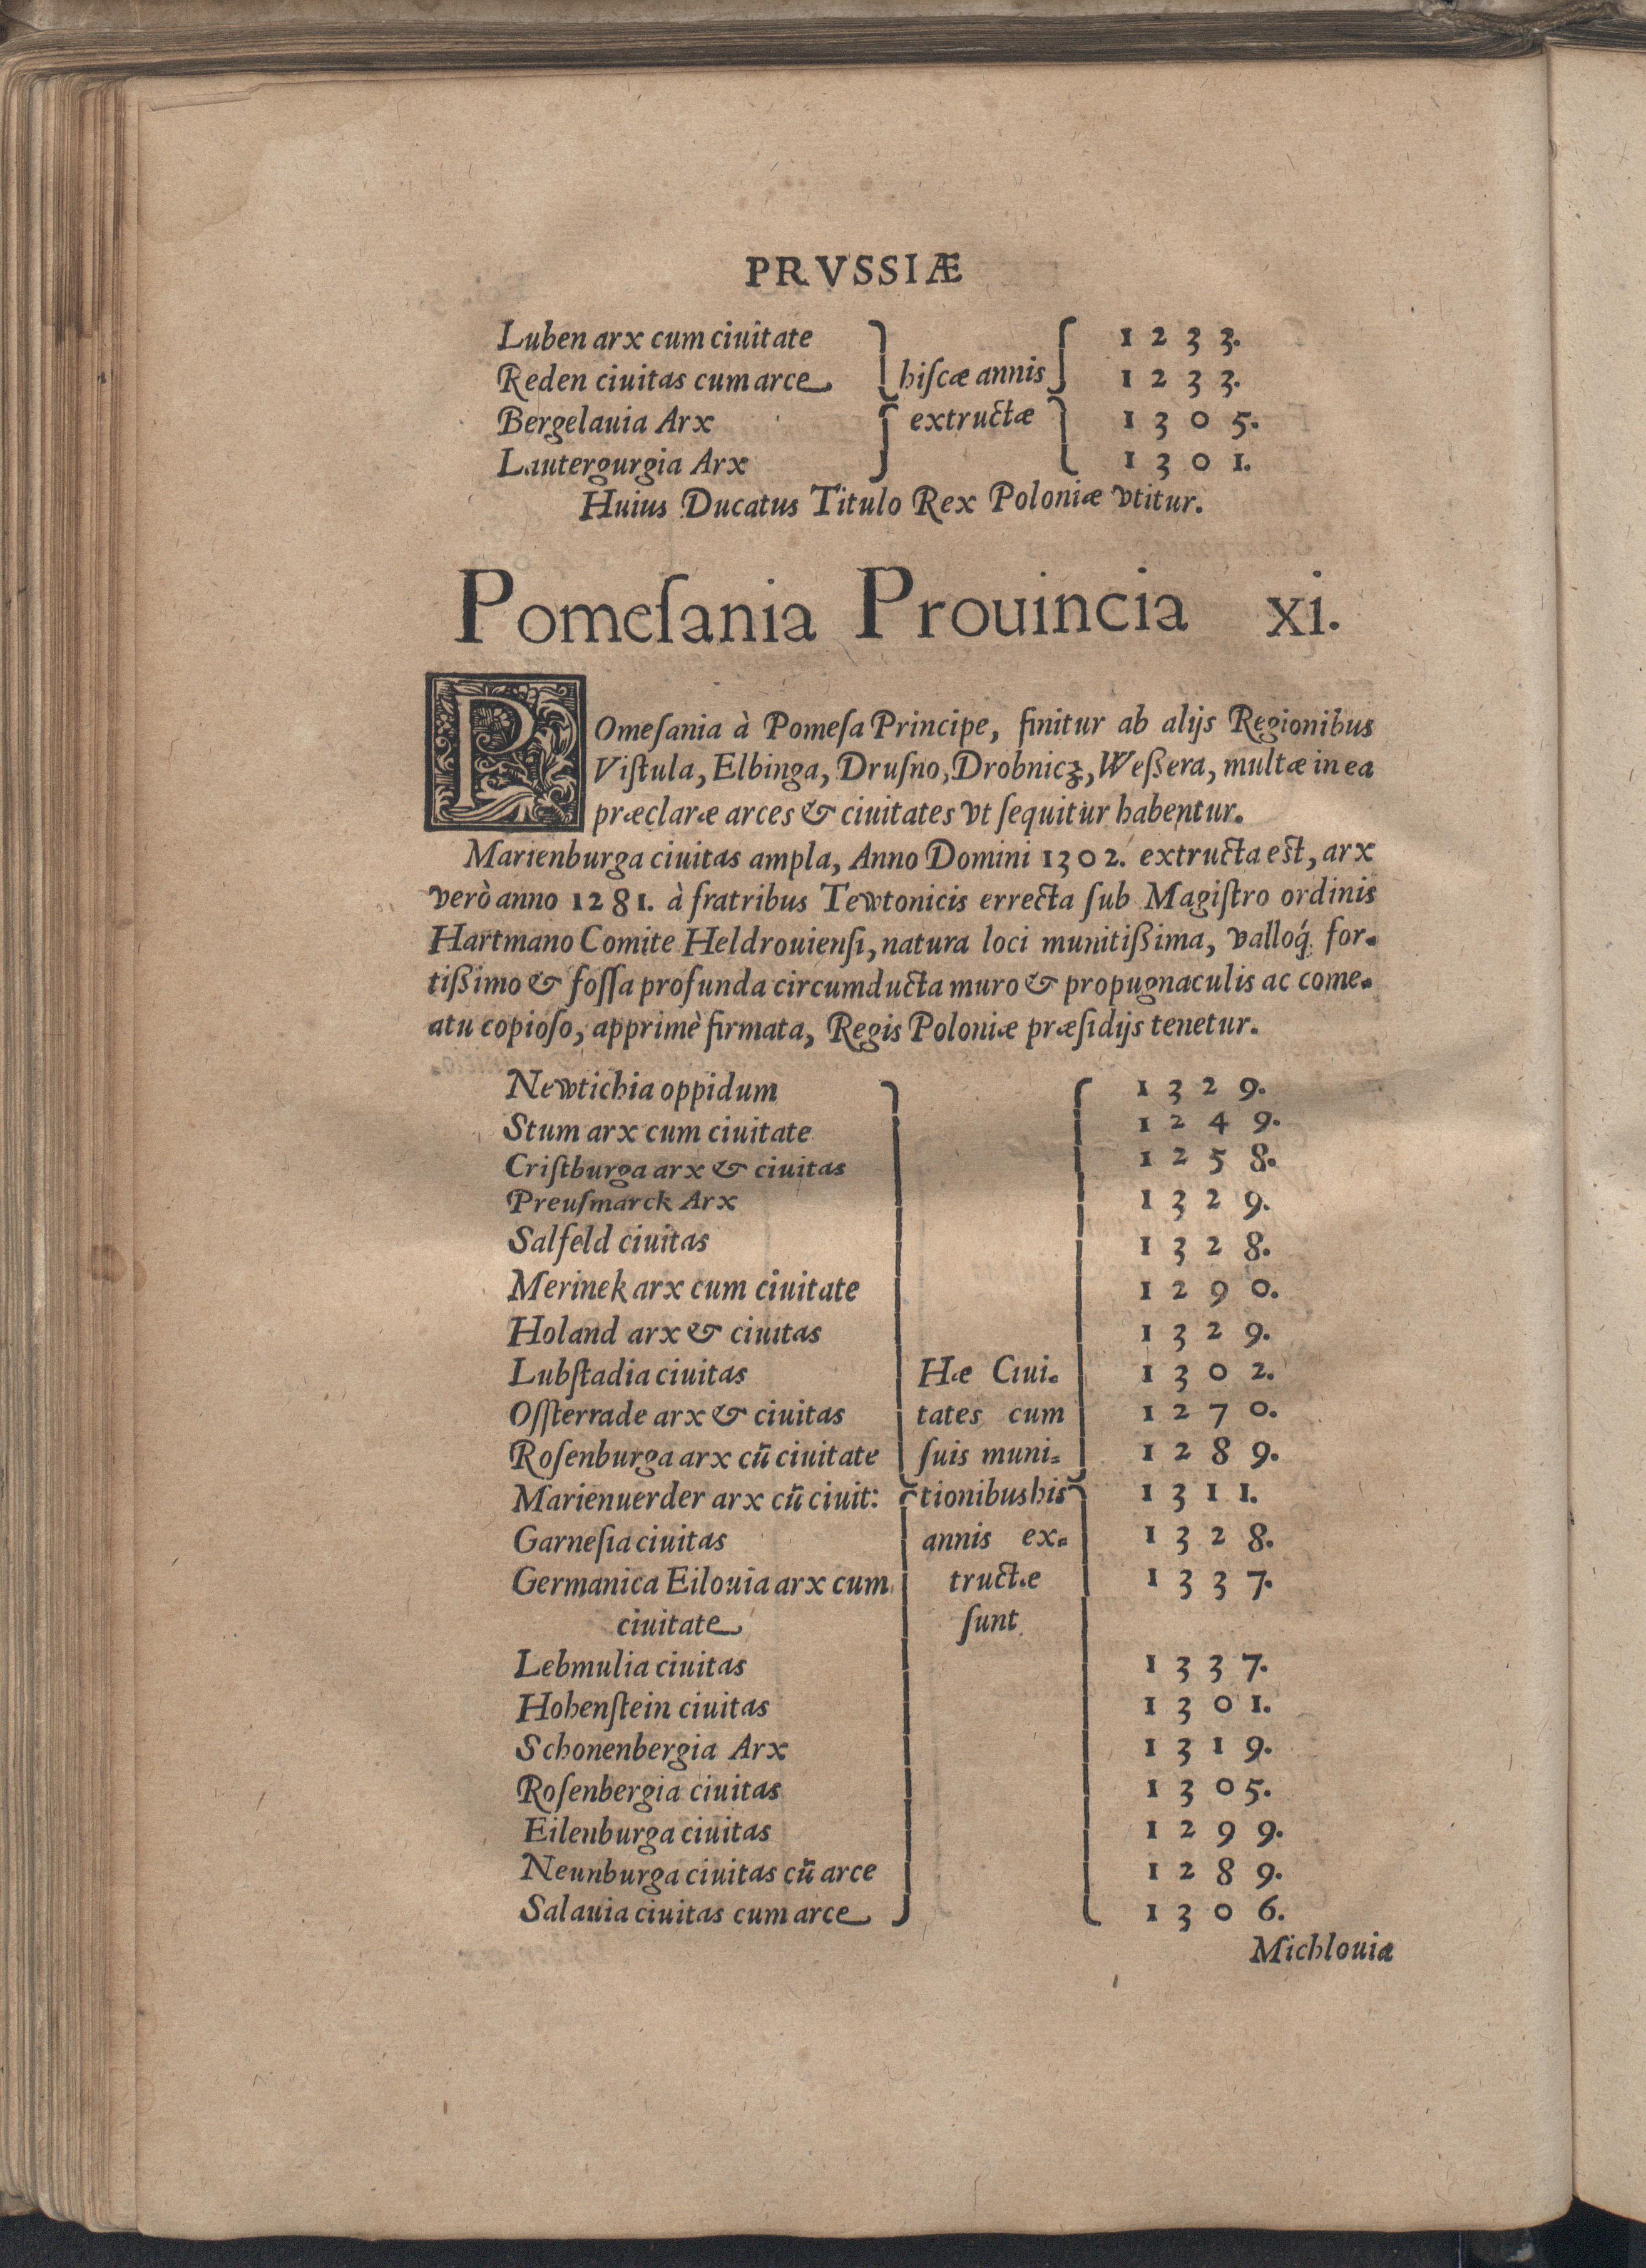 PRVSSIÆ
Luben arx cum ciuitate 1233.
Reden ciuitas cum arce hiſcæ annis 1233.
Bergelauia Arx extructæ 1305.
Lautergurgia Arx 1301.
Huius Ducatus Titulo Rex Poloniæ vtitur.
Pomeſania Prouincia xi.
POmeſania à Pomeſa Principe, finitur ab alijs Regionibus
Viſtula, Elbinga, Druſno, Drobnicz, Weßera, multæ in ea
præclaræ arces & ciuitates vt ſequitur habentur.
Marienburga ciuitas ampla, Anno Domini 1302. extructa est, arx
verò anno 1281. à fratribus Tewtonicis errecta ſub Magiſtro ordinis
Hartmano Comite Heldrouienſi, natura loci munitißima, valloq́; for-
tißimo & foſſa profunda circumducta muro & propugnaculis ac come-
atu copioſo, apprimè firmata, Regis Poloniæ præſidijs tenetur.
Newtichia oppidum 1329.
Stum arx cum ciuitate 1249.
Criſtburga arx & ciuitas 1258.
Preuſmarck Arx 1329.
Salfeld ciuitas 1328.
Merinek arx cum ciuitate 1290.
Holand arx & ciuitas 1329.
Lubſtadia ciuitas Hæ Ciui- 1302.
Oſſterrade arx & ciuitas tates cum 1270.
Roſenburga arx cū ciuitate ſuis muni- 1289.
Marienuerder arx cū ciuit: tionibus his 1311.
Garneſia ciuitas annis ex- 1328.
Germanica Eilouia arx cum tructæ 1337.
ciuitate ſunt
Lebmulia ciuitas 1337.
Hohenſtein ciuitas 1301.
Schonenbergia Arx 1319.
Roſenbergia ciuitas 1305.
Eilenburga ciuitas 1299.
Neunburga ciuitas cū arce 1289.
Salauia ciuitas cum arce 1306.
Michlouia